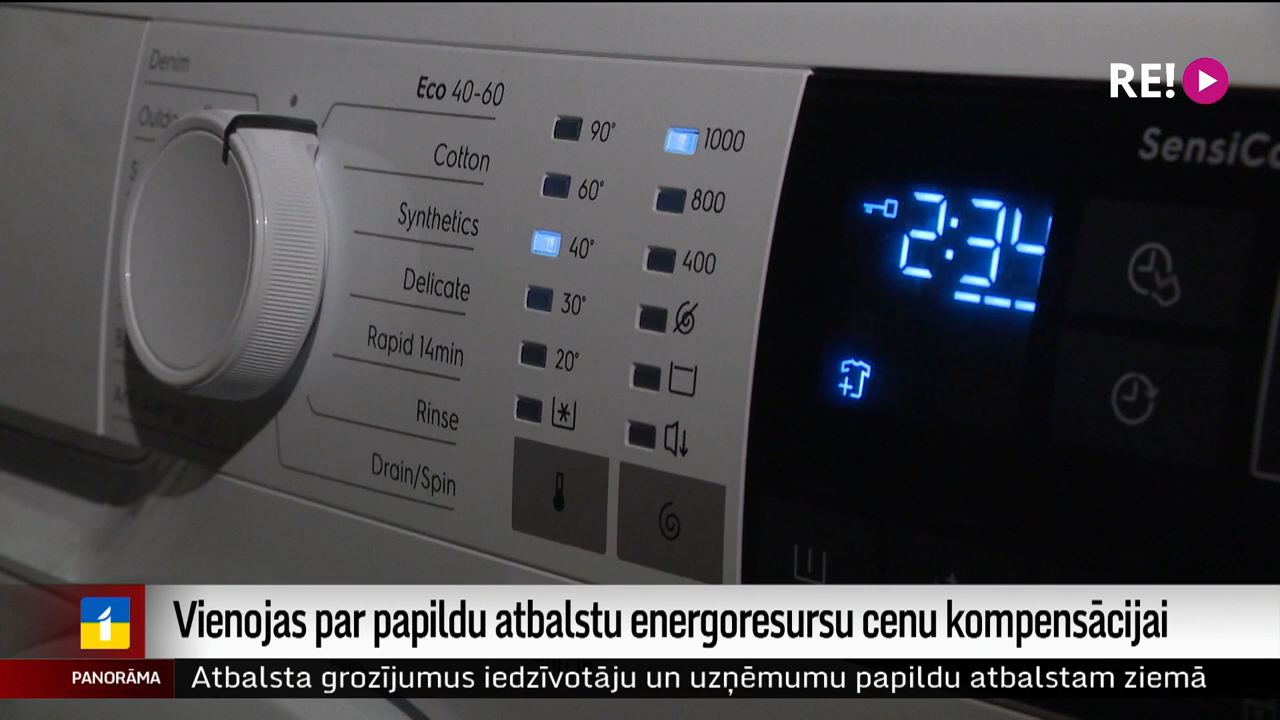 RE!
Denim
Eco 40-60
Cotton
Synthetics
Delicate
Rapid 14min
Rinse
Drain/Spin
90°
60°
40°
30°
20°
1000
800
400
2:34
1
Vienojas par papildu atbalstu energoresursu cenu kompensācijai
PANORĀMA
Atbalsta grozījumus iedzīvotāju un uzņēmumu papildu atbalstam ziemā